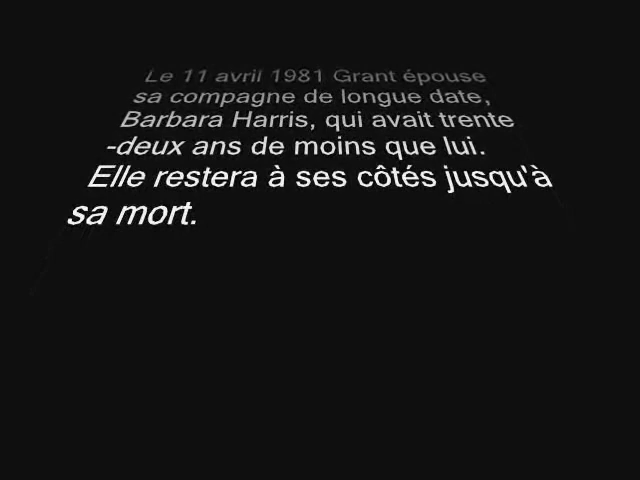 Le 11 avril 1981 Grant épouse
sa compagne de longue date,
Barbara Harris, qui avait trente
-deux ans de moins que lui.
Elle restera à ses côtés jusqu'à
sa mort.